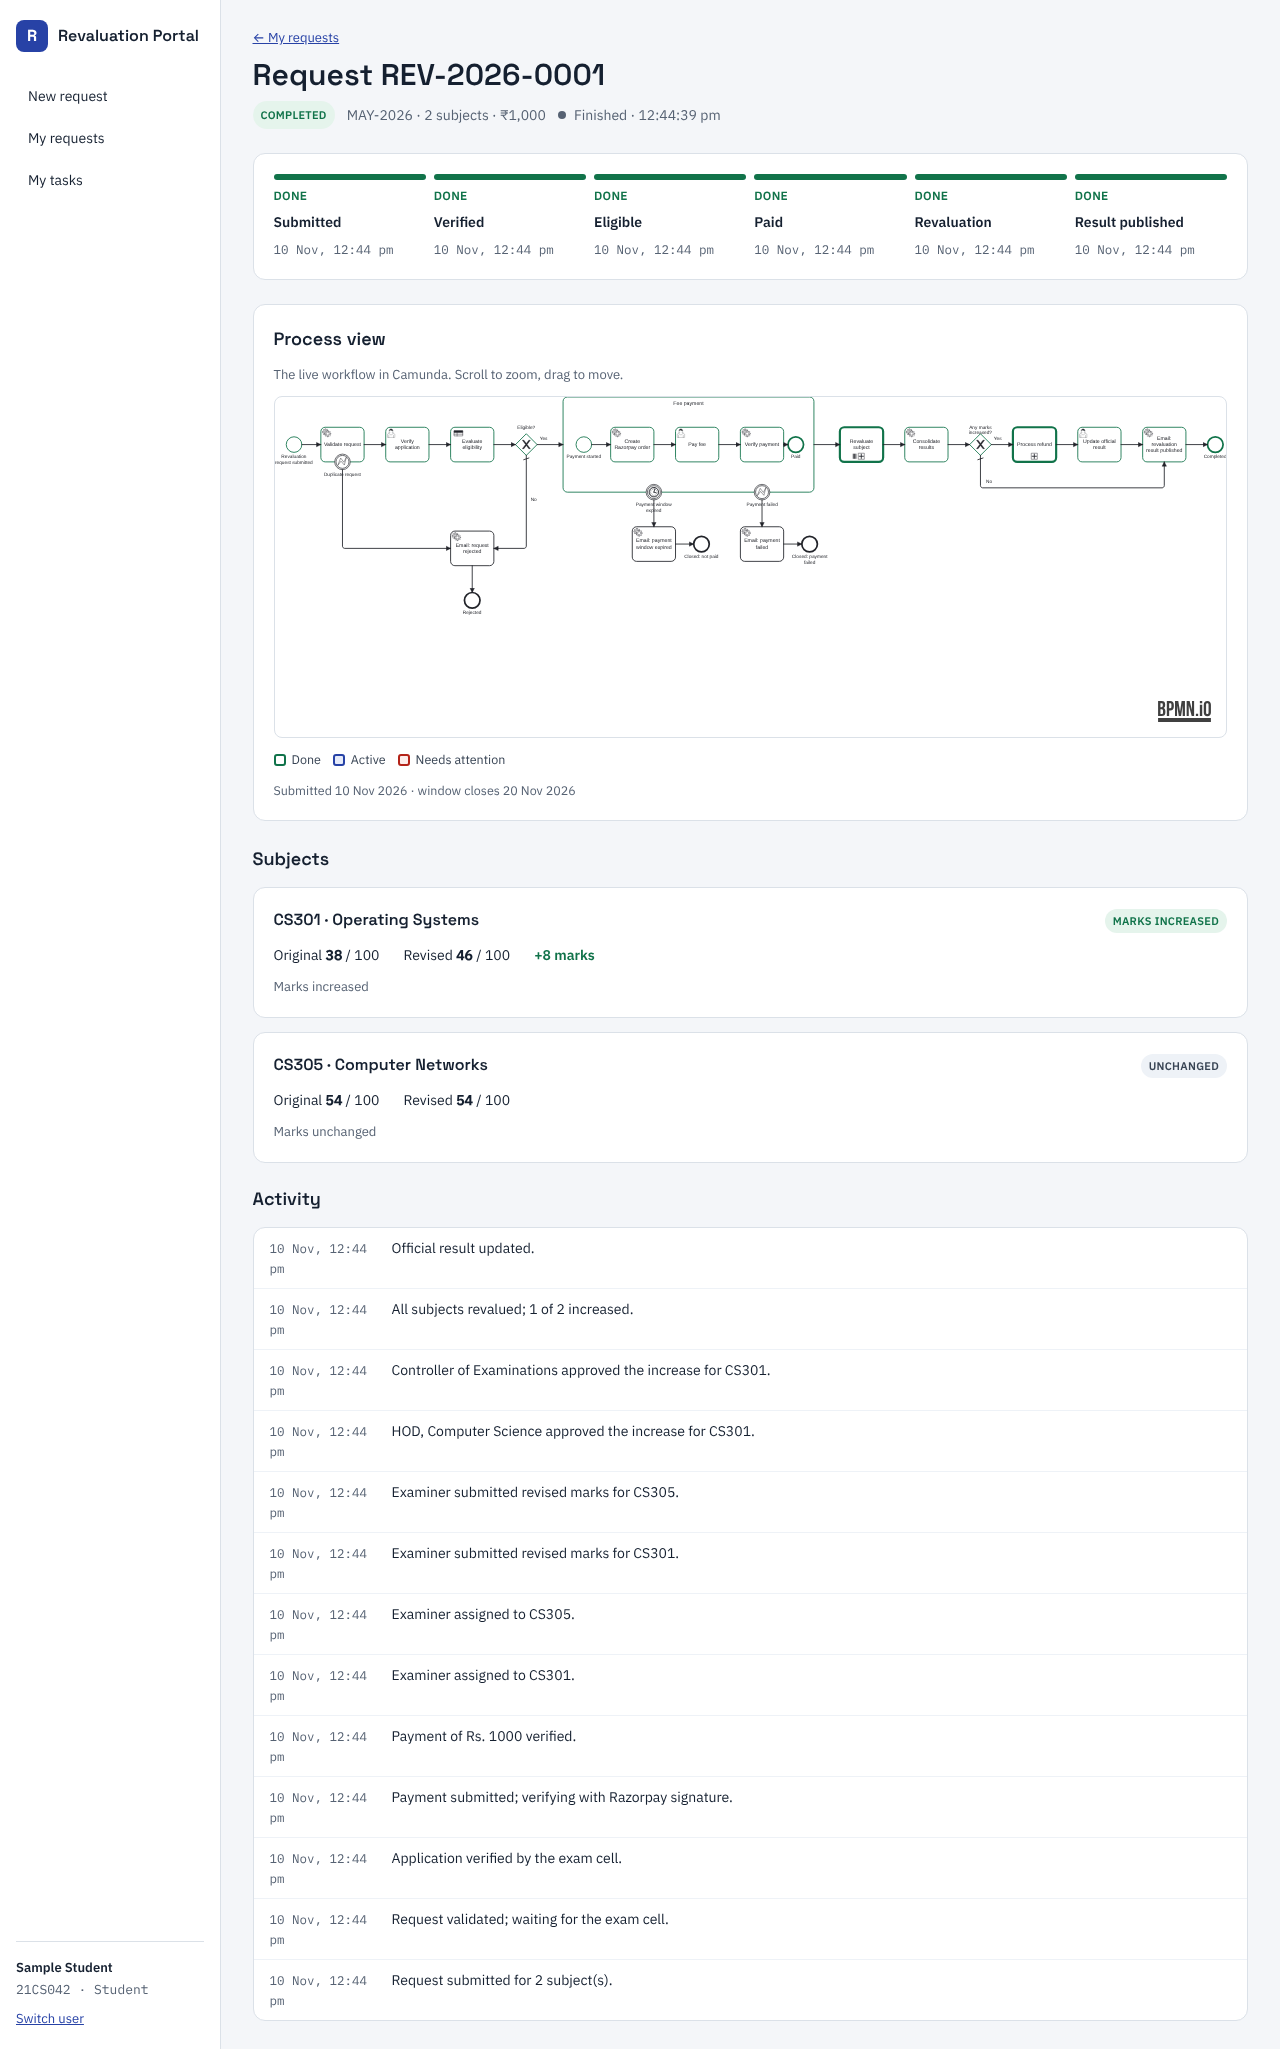 R Revaluation Portal
New request
My requests
My tasks
← My requests
Request REV-2026-0001
COMPLETED MAY-2026 · 2 subjects · ₹1,000 ● Finished · 12:44:39 pm
DONE DONE DONE DONE DONE DONE
Submitted Verified Eligible Paid Revaluation Result published
10 Nov, 12:44 pm 10 Nov, 12:44 pm 10 Nov, 12:44 pm 10 Nov, 12:44 pm 10 Nov, 12:44 pm 10 Nov, 12:44 pm
Process view
The live workflow in Camunda. Scroll to zoom, drag to move.
Revaluation
request submitted
Validate request
Duplicate request
Verify
application
Evaluate
eligibility
Eligible?
Yes
No
Email: request
rejected
Rejected
Fee payment
Payment started
Create
Razorpay order
Pay fee
Verify payment
Paid
Payment window
expired
Payment failed
Email: payment
window expired
Closed: not paid
Email: payment
failed
Closed: payment
failed
Revaluate
subject
Consolidate
results
Any marks
increased?
Yes
No
Process refund
Update official
result
Email:
revaluation
result published
Completed
BPMN.iO
Done Active Needs attention
Submitted 10 Nov 2026 · window closes 20 Nov 2026
Subjects
CS301 · Operating Systems MARKS INCREASED
Original 38 / 100 Revised 46 / 100 +8 marks
Marks increased
CS305 · Computer Networks UNCHANGED
Original 54 / 100 Revised 54 / 100
Marks unchanged
Activity
10 Nov, 12:44 Official result updated.
pm
10 Nov, 12:44 All subjects revalued; 1 of 2 increased.
pm
10 Nov, 12:44 Controller of Examinations approved the increase for CS301.
pm
10 Nov, 12:44 HOD, Computer Science approved the increase for CS301.
pm
10 Nov, 12:44 Examiner submitted revised marks for CS305.
pm
10 Nov, 12:44 Examiner submitted revised marks for CS301.
pm
10 Nov, 12:44 Examiner assigned to CS305.
pm
10 Nov, 12:44 Examiner assigned to CS301.
pm
10 Nov, 12:44 Payment of Rs. 1000 verified.
pm
10 Nov, 12:44 Payment submitted; verifying with Razorpay signature.
pm
10 Nov, 12:44 Application verified by the exam cell.
pm
10 Nov, 12:44 Request validated; waiting for the exam cell.
pm
10 Nov, 12:44 Request submitted for 2 subject(s).
pm
Sample Student
21CS042 · Student
Switch user